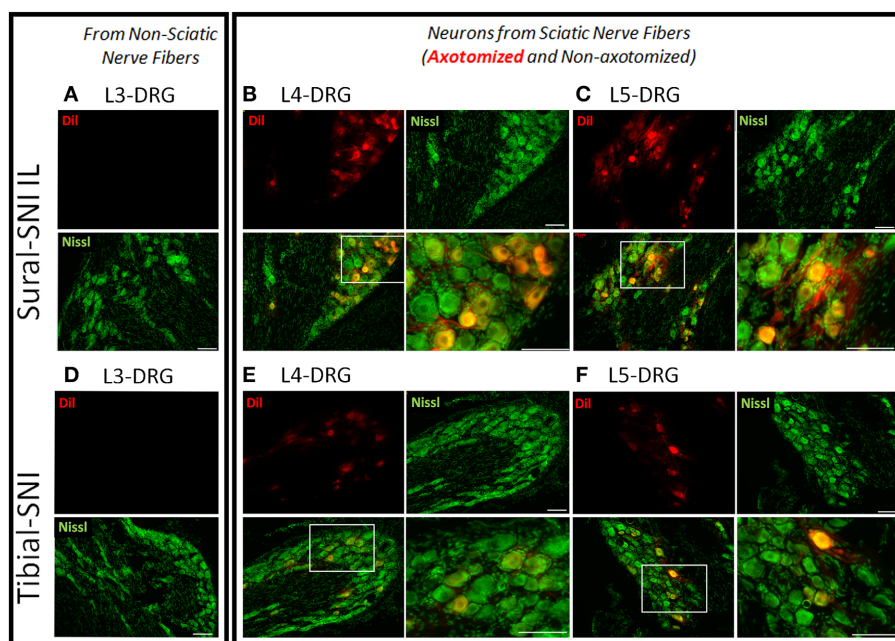 From Non-Sciatic
Nerve Fibers
Neurons from Sciatic Nerve Fibers
(Axotomized and Non-axotomized)
Sural-SNI IL
A L3-DRG
DiI
Nissl
B L4-DRG
DiI
Nissl
C L5-DRG
DiI
Nissl
Tibial-SNI
D L3-DRG
DiI
Nissl
E L4-DRG
DiI
Nissl
F L5-DRG
DiI
Nissl